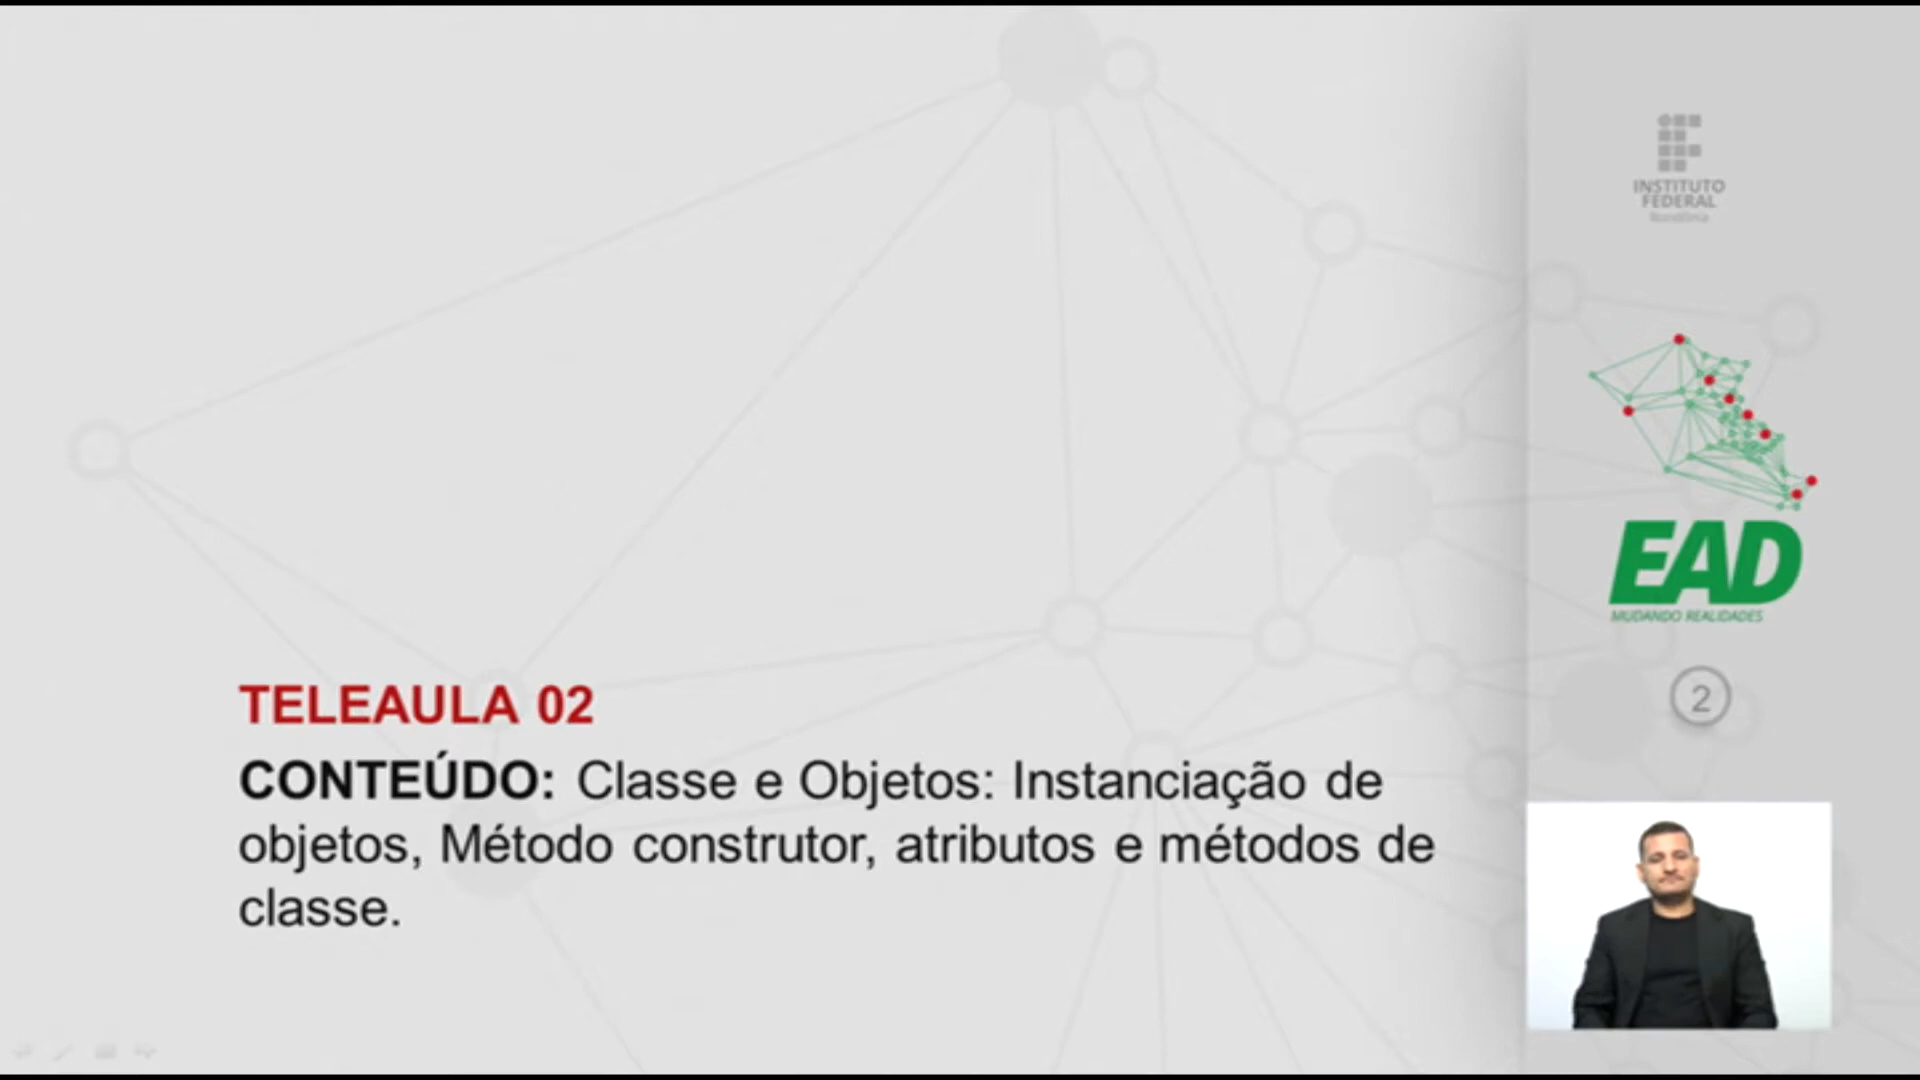 INSTITUTO
FEDERAL
Rondônia
EAD
MUDANDO REALIDADES
2
TELEAULA 02
CONTEÚDO: Classe e Objetos: Instanciação de
objetos, Método construtor, atributos e métodos de
classe.